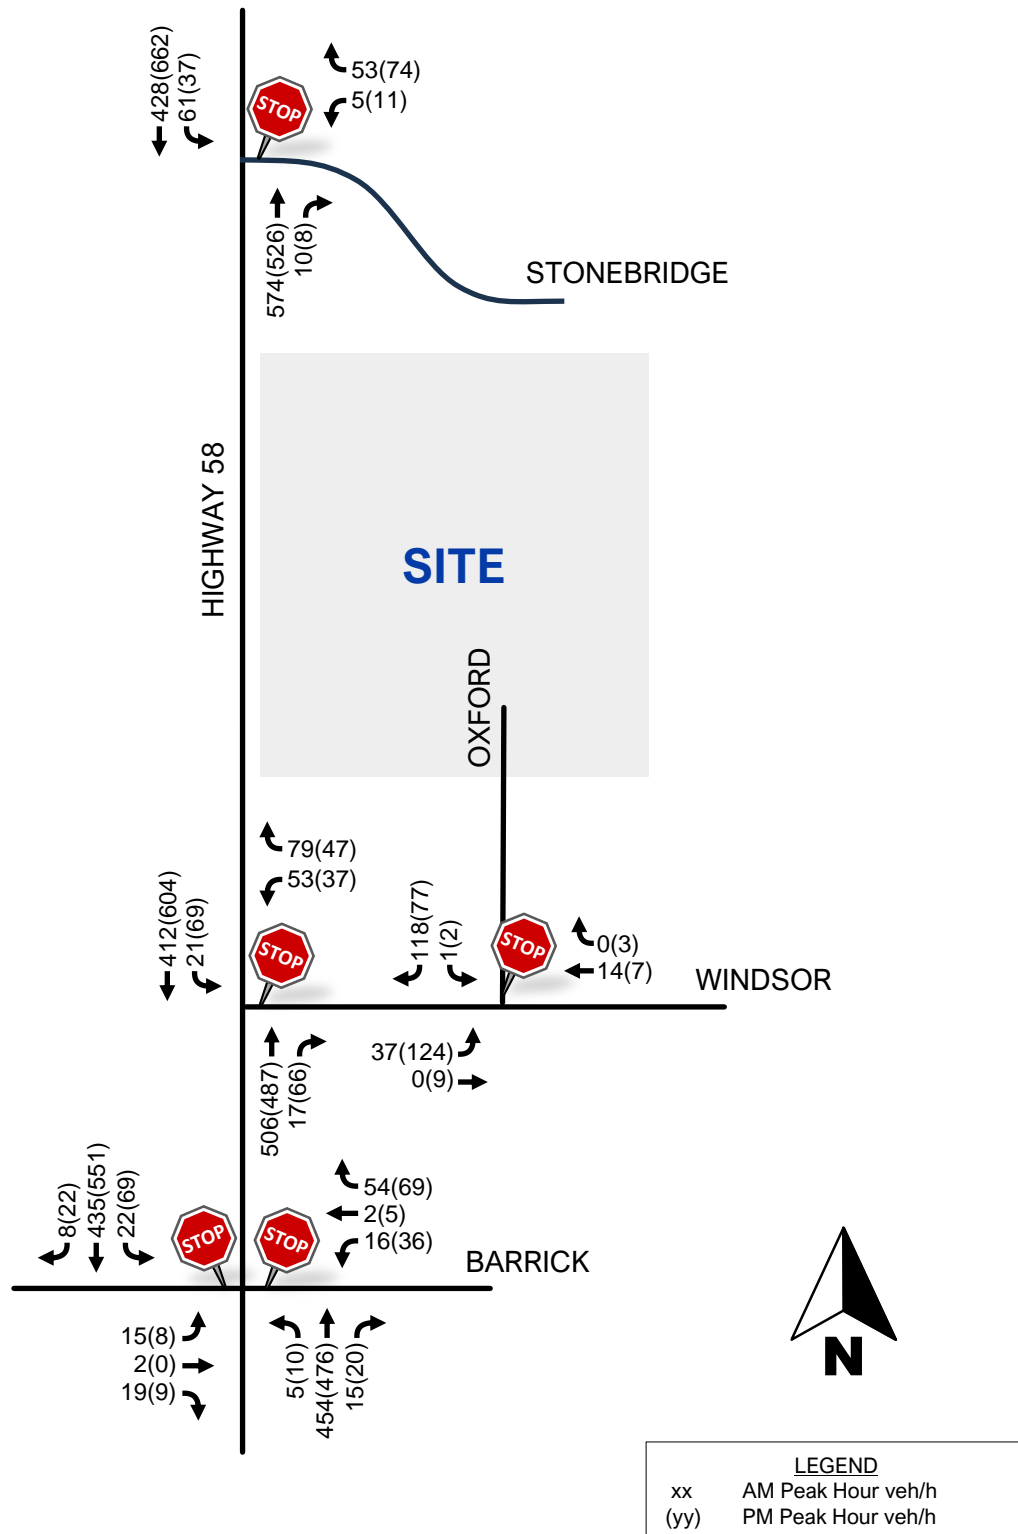 428(662)
61(37)
STOP
53(74)
5(11)
574(526)
10(8)
STONEBRIDGE
HIGHWAY 58
SITE
OXFORD
79(47)
53(37)
412(604)
21(69)
STOP
118(77)
1(2)
STOP
0(3)
14(7)
WINDSOR
506(487)
17(66)
37(124)
0(9)
8(22)
435(551)
22(69)
STOP
STOP
54(69)
2(5)
16(36)
BARRICK
15(8)
2(0)
19(9)
5(10)
454(476)
15(20)
N
LEGEND
xx AM Peak Hour veh/h
(yy) PM Peak Hour veh/h